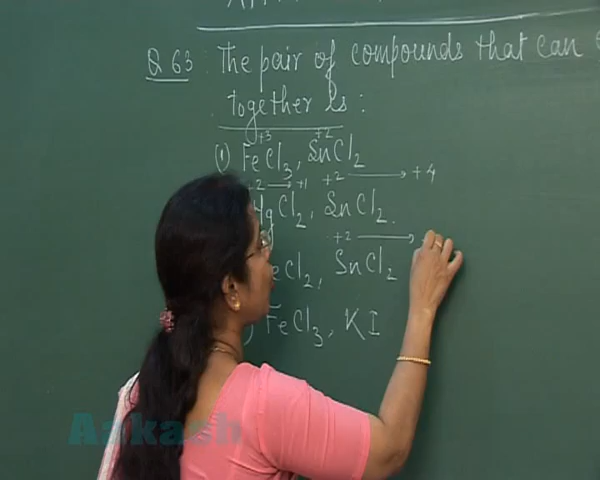 Q 63 : The pair of compounds that can
together is :
+3 +2
(1) FeCl3, SnCl2
+2 → +1 +2 → +4
HgCl2, SnCl2.
+2 →
eCl2, SnCl2
) FeCl3, KI
Aakash